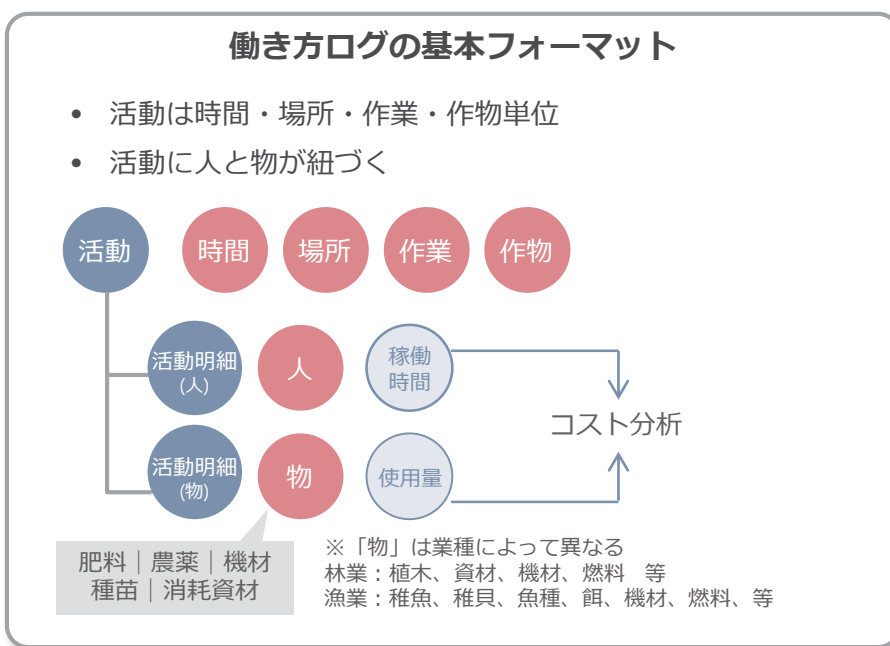 働き方ログの基本フォーマット
• 活動は時間・場所・作業・作物単位
• 活動に人と物が紐づく
活動 時間 場所 作業 作物
活動明細
(人)
人
稼働
時間
コスト分析
活動明細
(物)
物
使用量
肥料｜農薬｜機材
種苗｜消耗資材
※「物」は業種によって異なる
林業：植木、資材、機材、燃料　等
漁業：稚魚、稚貝、魚種、餌、機材、燃料、等